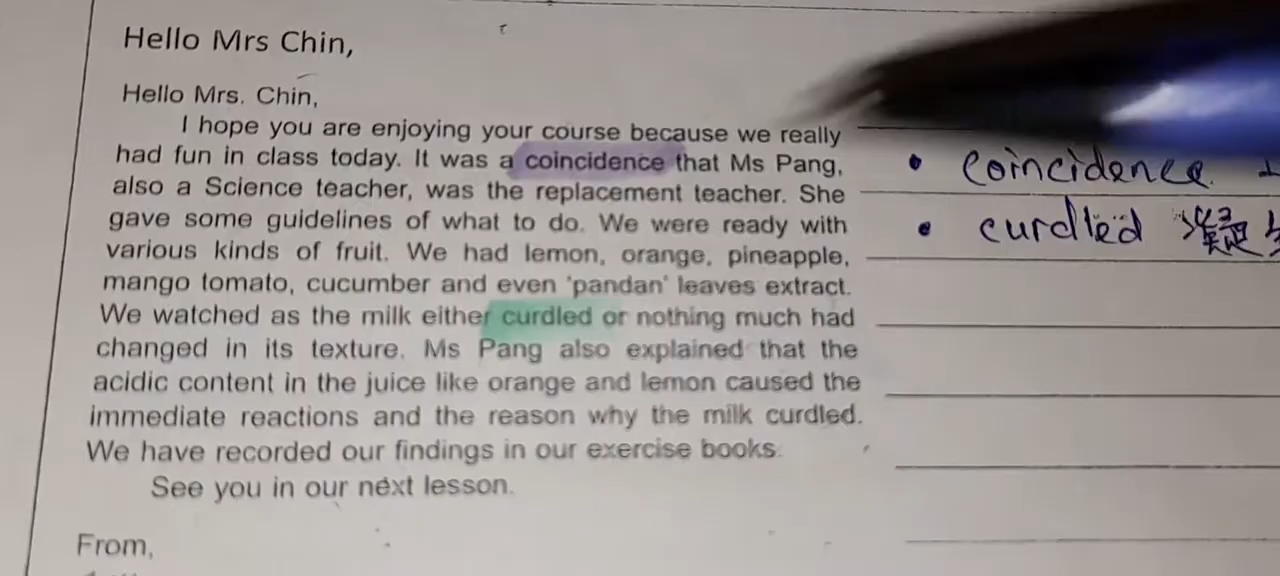 Hello Mrs Chin,
Hello Mrs. Chin,
I hope you are enjoying your course because we really
had fun in class today. It was a coincidence that Ms Pang,
also a Science teacher, was the replacement teacher. She
gave some guidelines of what to do. We were ready with
various kinds of fruit. We had lemon, orange, pineapple,
mango tomato, cucumber and even 'pandan' leaves extract.
We watched as the milk either curdled or nothing much had
changed in its texture. Ms Pang also explained that the
acidic content in the juice like orange and lemon caused the
immediate reactions and the reason why the milk curdled.
We have recorded our findings in our exercise books.
See you in our next lesson.
From,
• coincidence
• curdled 凝